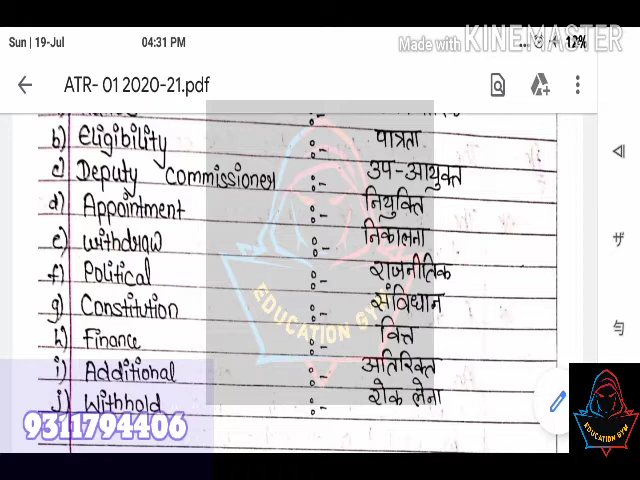 Sun | 19-Jul 04:31 PM ... 12%
Made with KINEMASTER
ATR- 01 2020-21.pdf
b) Eligibility :- पात्रता
c) Deputy Commissioner :- उप-आयुक्त
d) Appointment :- नियुक्ति
e) withdraw :- निकालना
f) Political :- राजनीतिक
g) Constitution :- संविधान
h) Finance :- वित्त
i) Additional :- अतिरिक्त
j) Withhold :- रोक लेना
EDUCATION GYM
9311794406
EDUCATION GYM